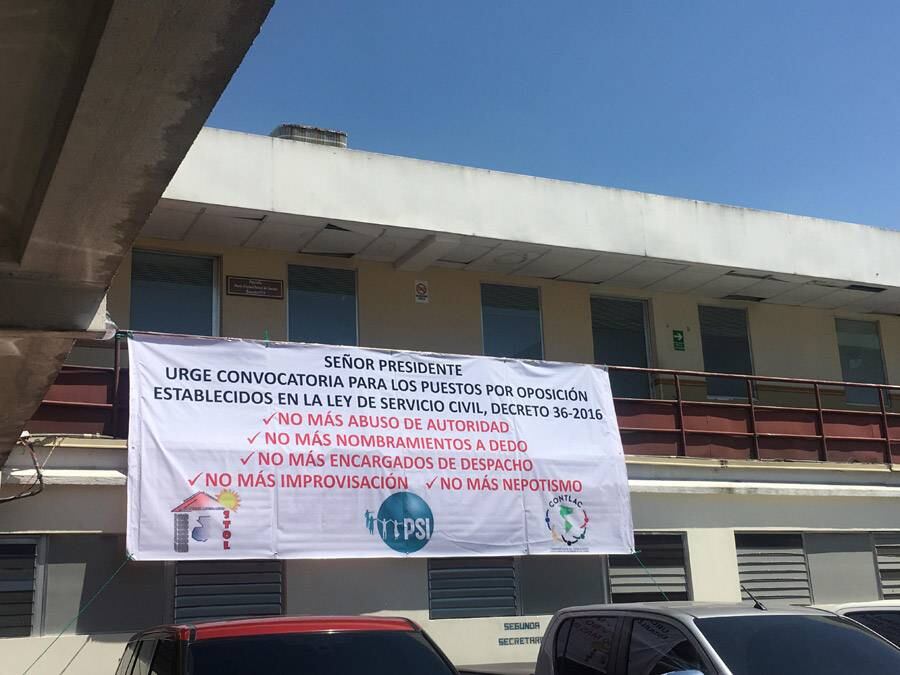 SEÑOR PRESIDENTE
URGE CONVOCATORIA PARA LOS PUESTOS POR OPOSICIÓN
ESTABLECIDOS EN LA LEY DE SERVICIO CIVIL, DECRETO 36-2016
✓NO MÁS ABUSO DE AUTORIDAD
✓NO MÁS NOMBRAMIENTOS A DEDO
✓NO MÁS ENCARGADOS DE DESPACHO
✓NO MÁS IMPROVISACIÓN ✓NO MÁS NEPOTISMO
STOL
PSI
CONTLAC
SEGUNDA